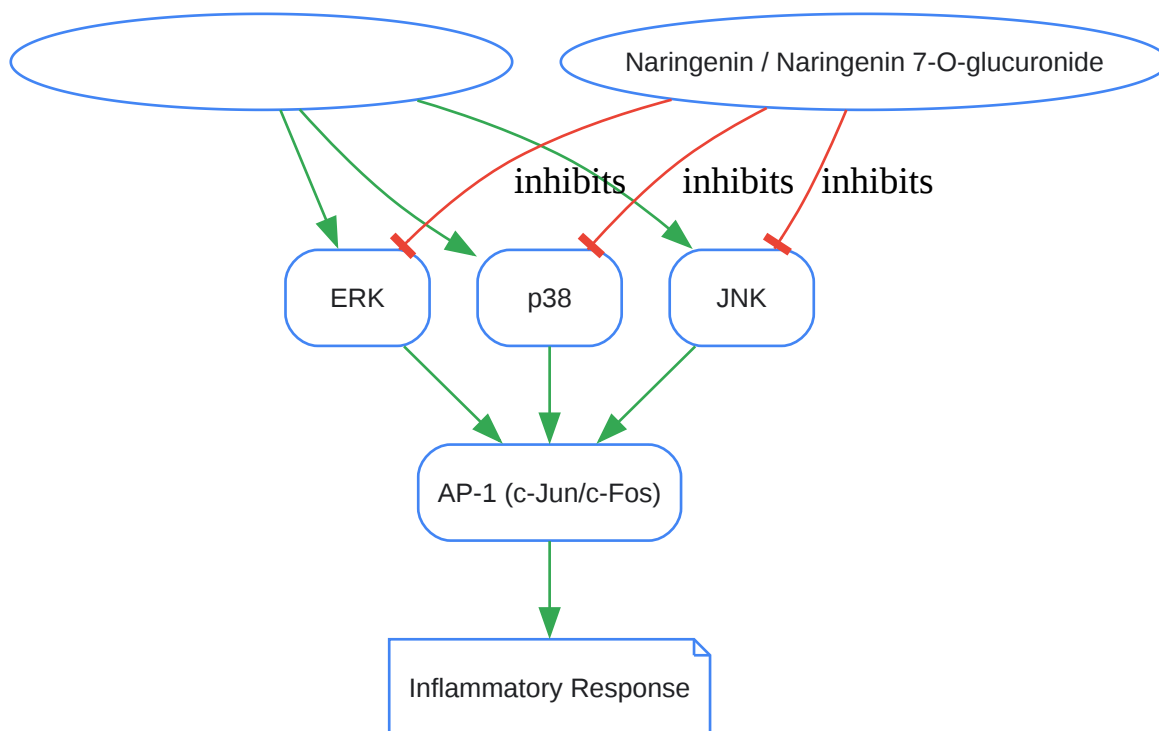 Naringenin / Naringenin 7-O-glucuronide
inhibits
inhibits
inhibits
ERK
p38
JNK
AP-1 (c-Jun/c-Fos)
Inflammatory Response